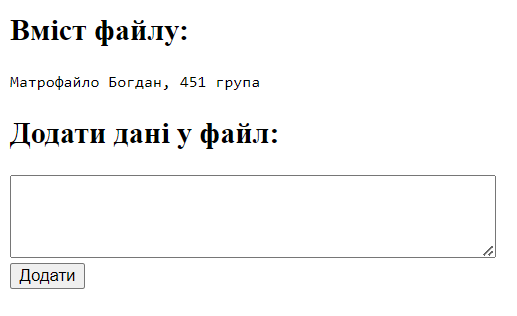 Вміст файлу:
Матрофайло Богдан, 451 група
Додати дані у файл:
Додати